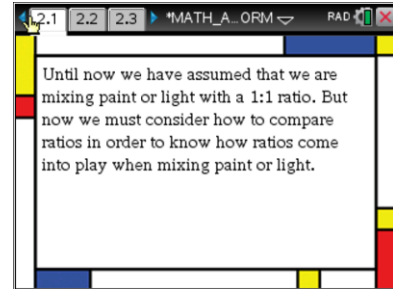 2.1 2.2 2.3 *MATH_A…ORM RAD
Until now we have assumed that we are
mixing paint or light with a 1:1 ratio. But
now we must consider how to compare
ratios in order to know how ratios come
into play when mixing paint or light.